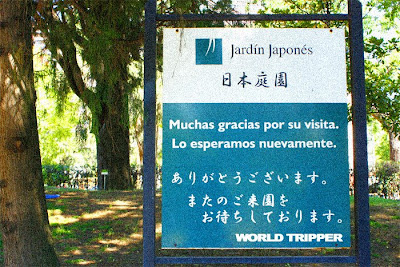 Jardín Japonés
日本庭園
Muchas gracias por su visita.
Lo esperamos nuevamente.
ありがとうございます。
またのご来園を
お待ちしております。
WORLD TRIPPER